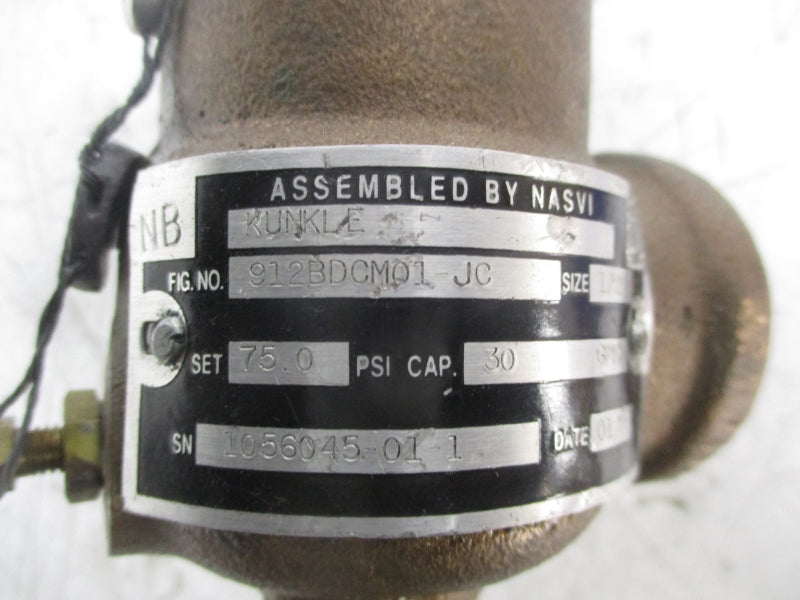 ASSEMBLED BY NASVI
NB KUNKLE
FIG. NO. 912BDCM01-JC SIZE
SET 75.0 PSI CAP. 30
SN 1056045-01-1 DATE 01